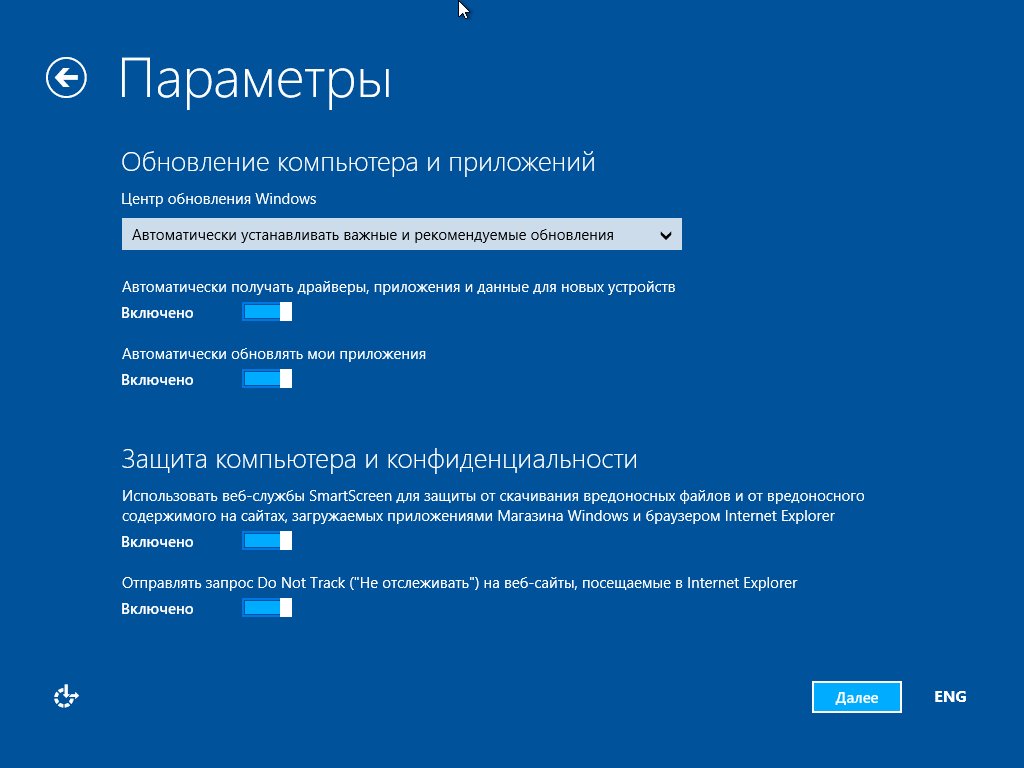 Параметры
Обновление компьютера и приложений
Центр обновления Windows
Автоматически устанавливать важные и рекомендуемые обновления
Автоматически получать драйверы, приложения и данные для новых устройств
Включено
Автоматически обновлять мои приложения
Включено
Защита компьютера и конфиденциальности
Использовать веб-службы SmartScreen для защиты от скачивания вредоносных файлов и от вредоносного
содержимого на сайтах, загружаемых приложениями Магазина Windows и браузером Internet Explorer
Включено
Отправлять запрос Do Not Track ("Не отслеживать") на веб-сайты, посещаемые в Internet Explorer
Включено
Далее
ENG